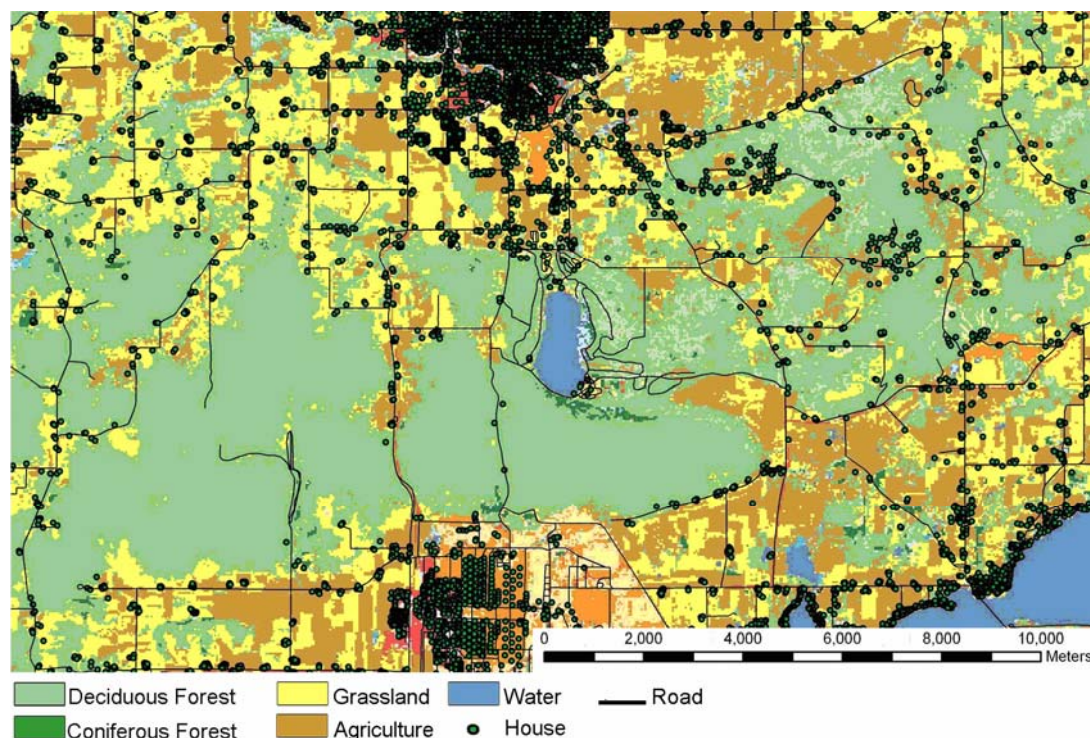 0 2,000 4,000 6,000 8,000 10,000
Meters
Deciduous Forest Grassland Water Road
Coniferous Forest Agriculture House